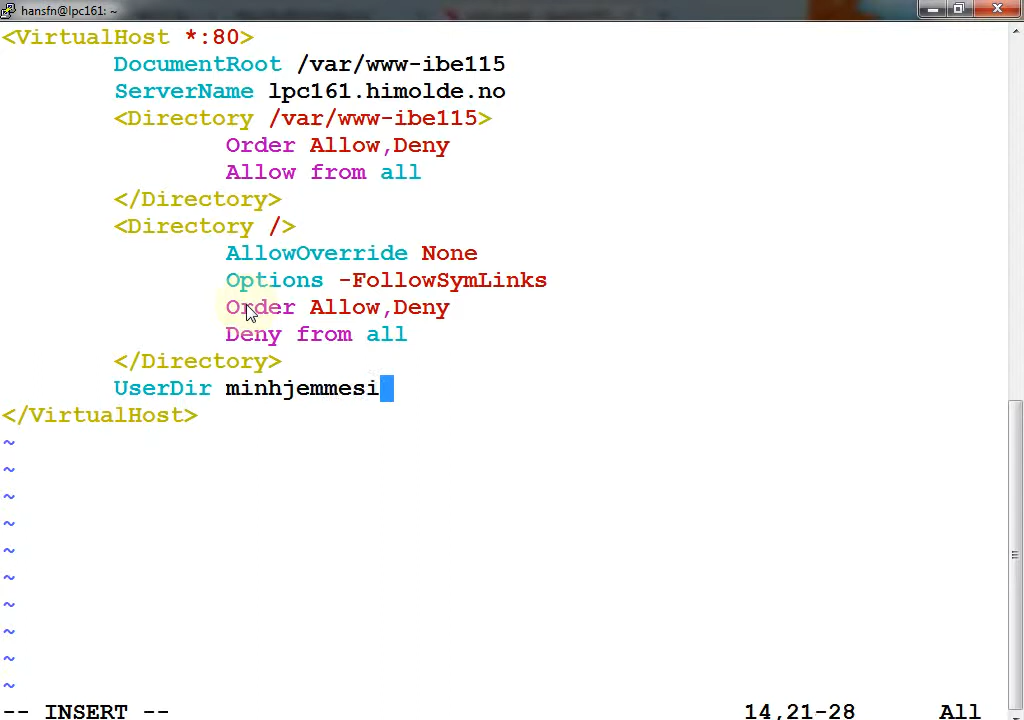 hansfn@lpc161: ~
<VirtualHost *:80>
DocumentRoot /var/www-ibe115
ServerName lpc161.himolde.no
<Directory /var/www-ibe115>
Order Allow,Deny
Allow from all
</Directory>
<Directory />
AllowOverride None
Options -FollowSymLinks
Order Allow,Deny
Deny from all
</Directory>
UserDir minhjemmesi
</VirtualHost>
~
~
~
~
~
~
~
~
~
~
-- INSERT -- 14,21-28 All